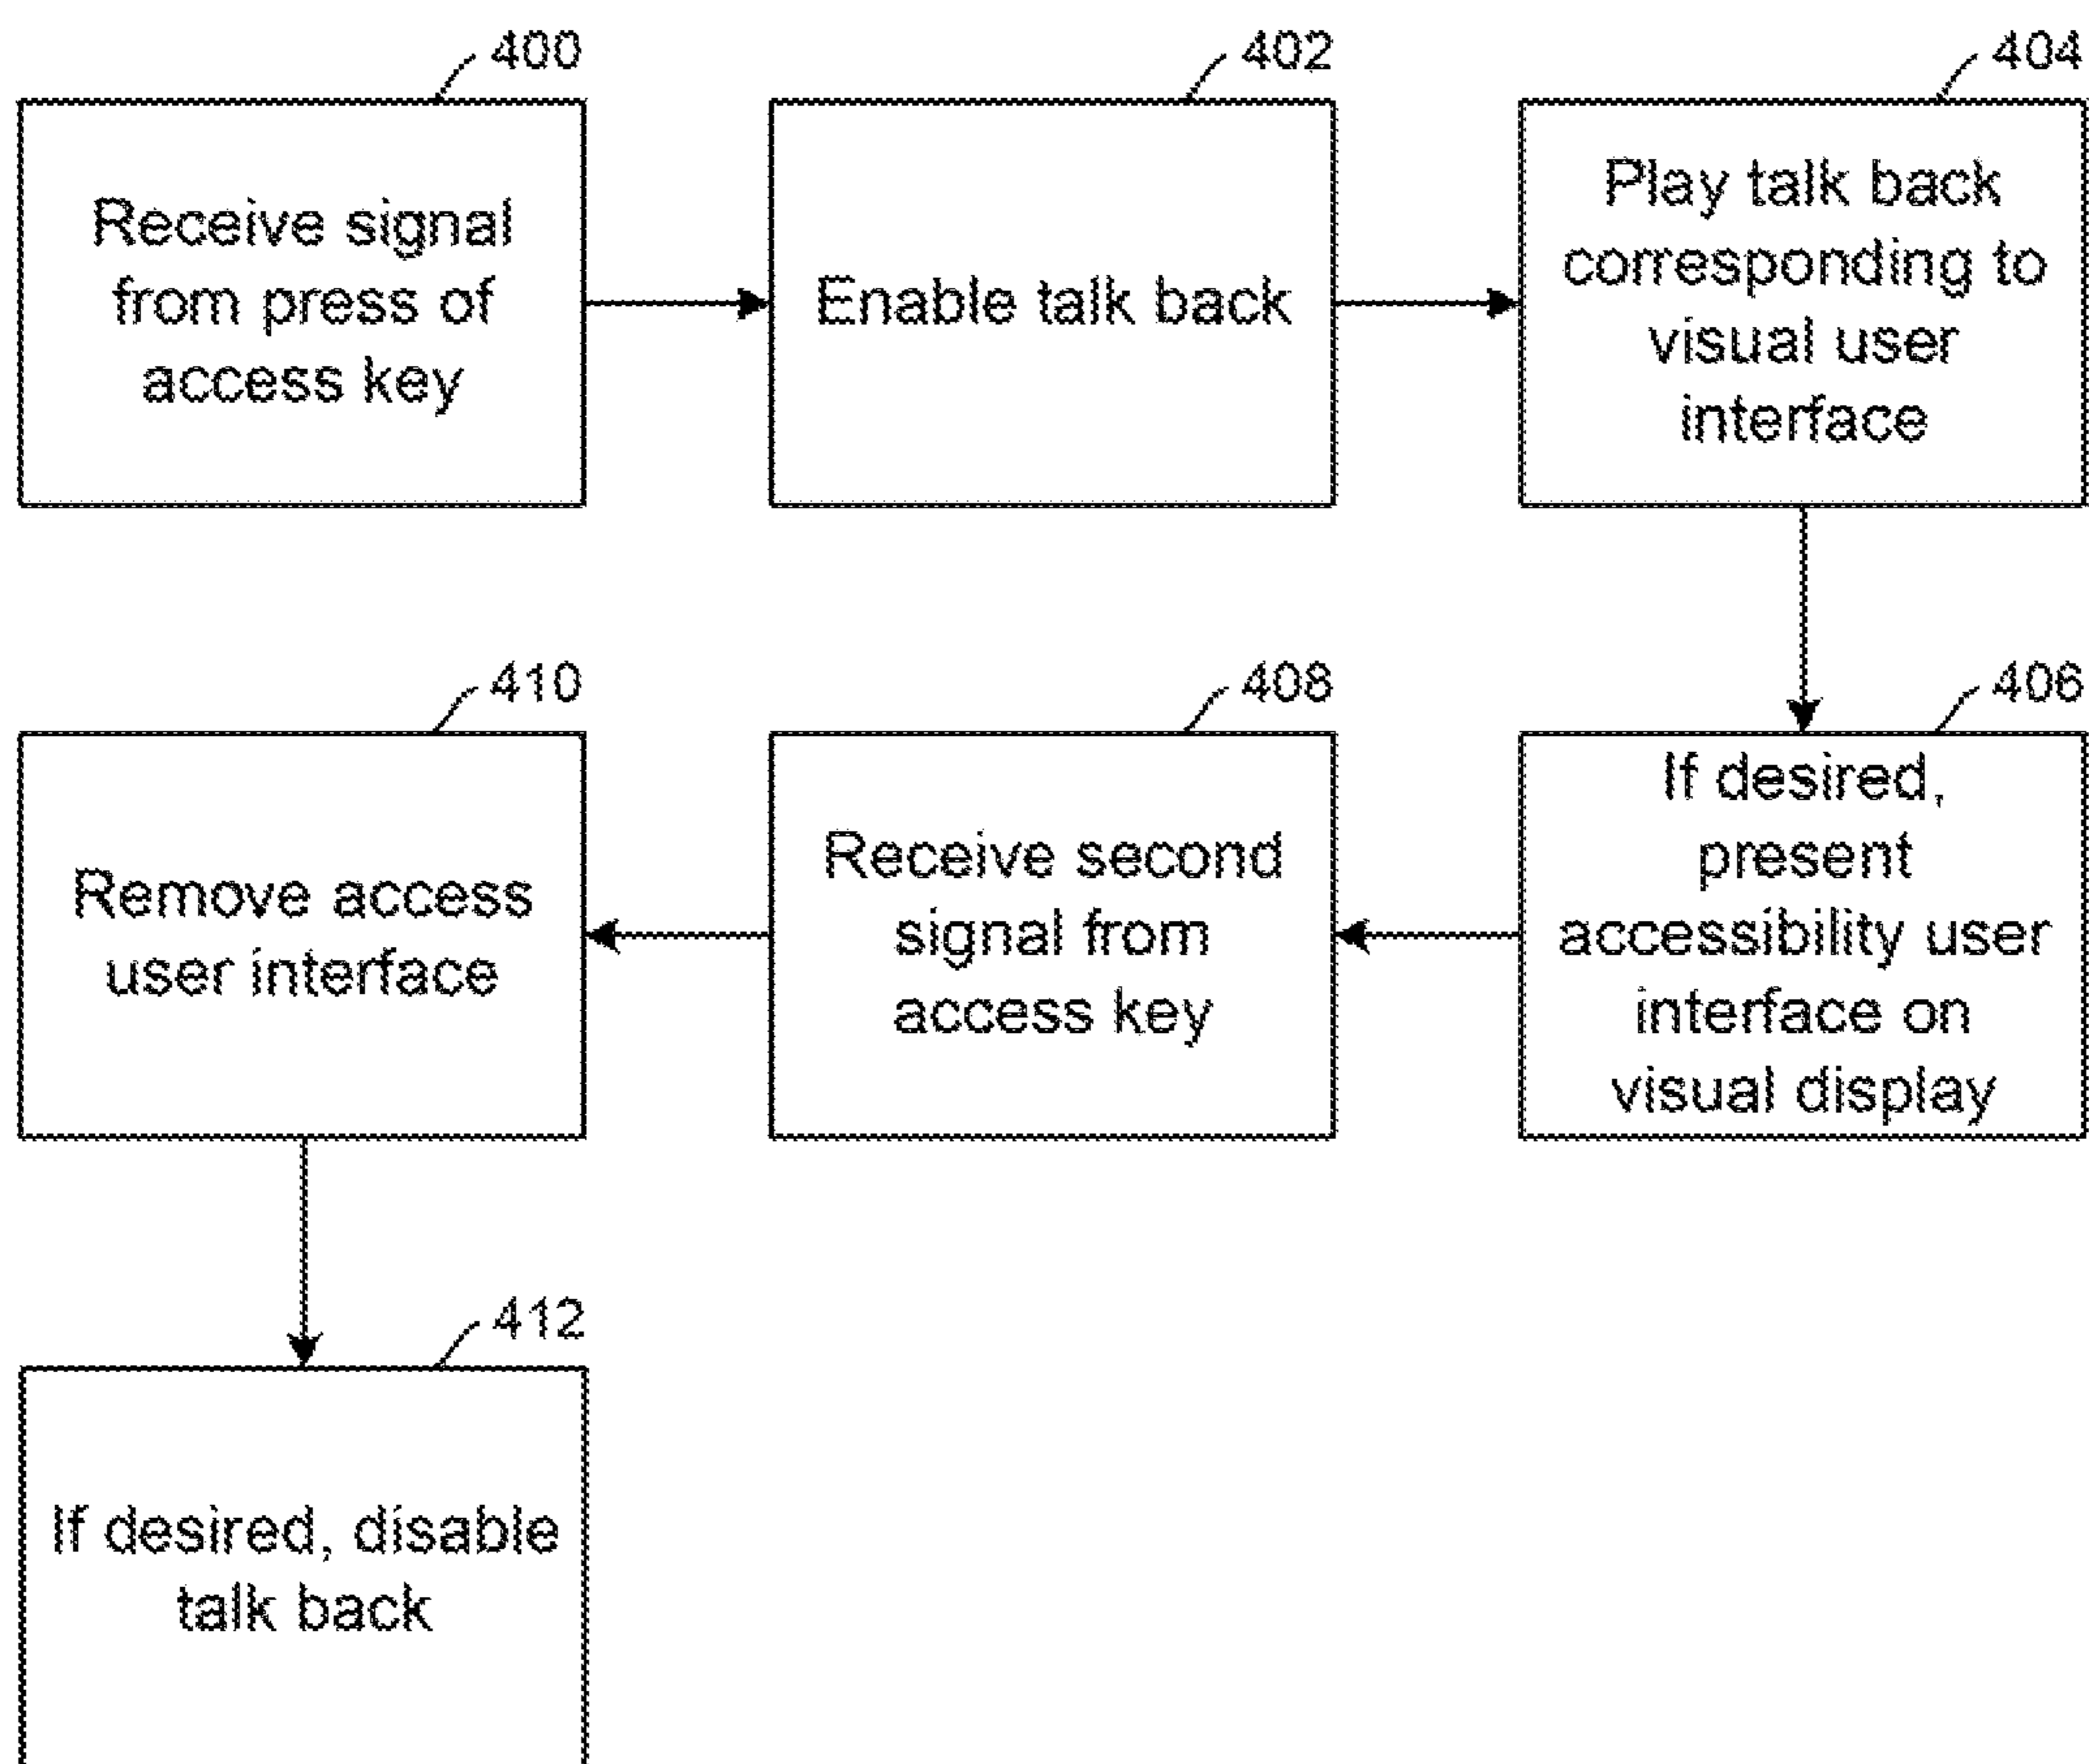 400
Receive signal
from press of
access key
402
Enable talk back
404
Play talk back
corresponding to
visual user
interface
406
If desired,
present
accessibility user
interface on
visual display
408
Receive second
signal from
access key
410
Remove access
user interface
412
If desired, disable
talk back